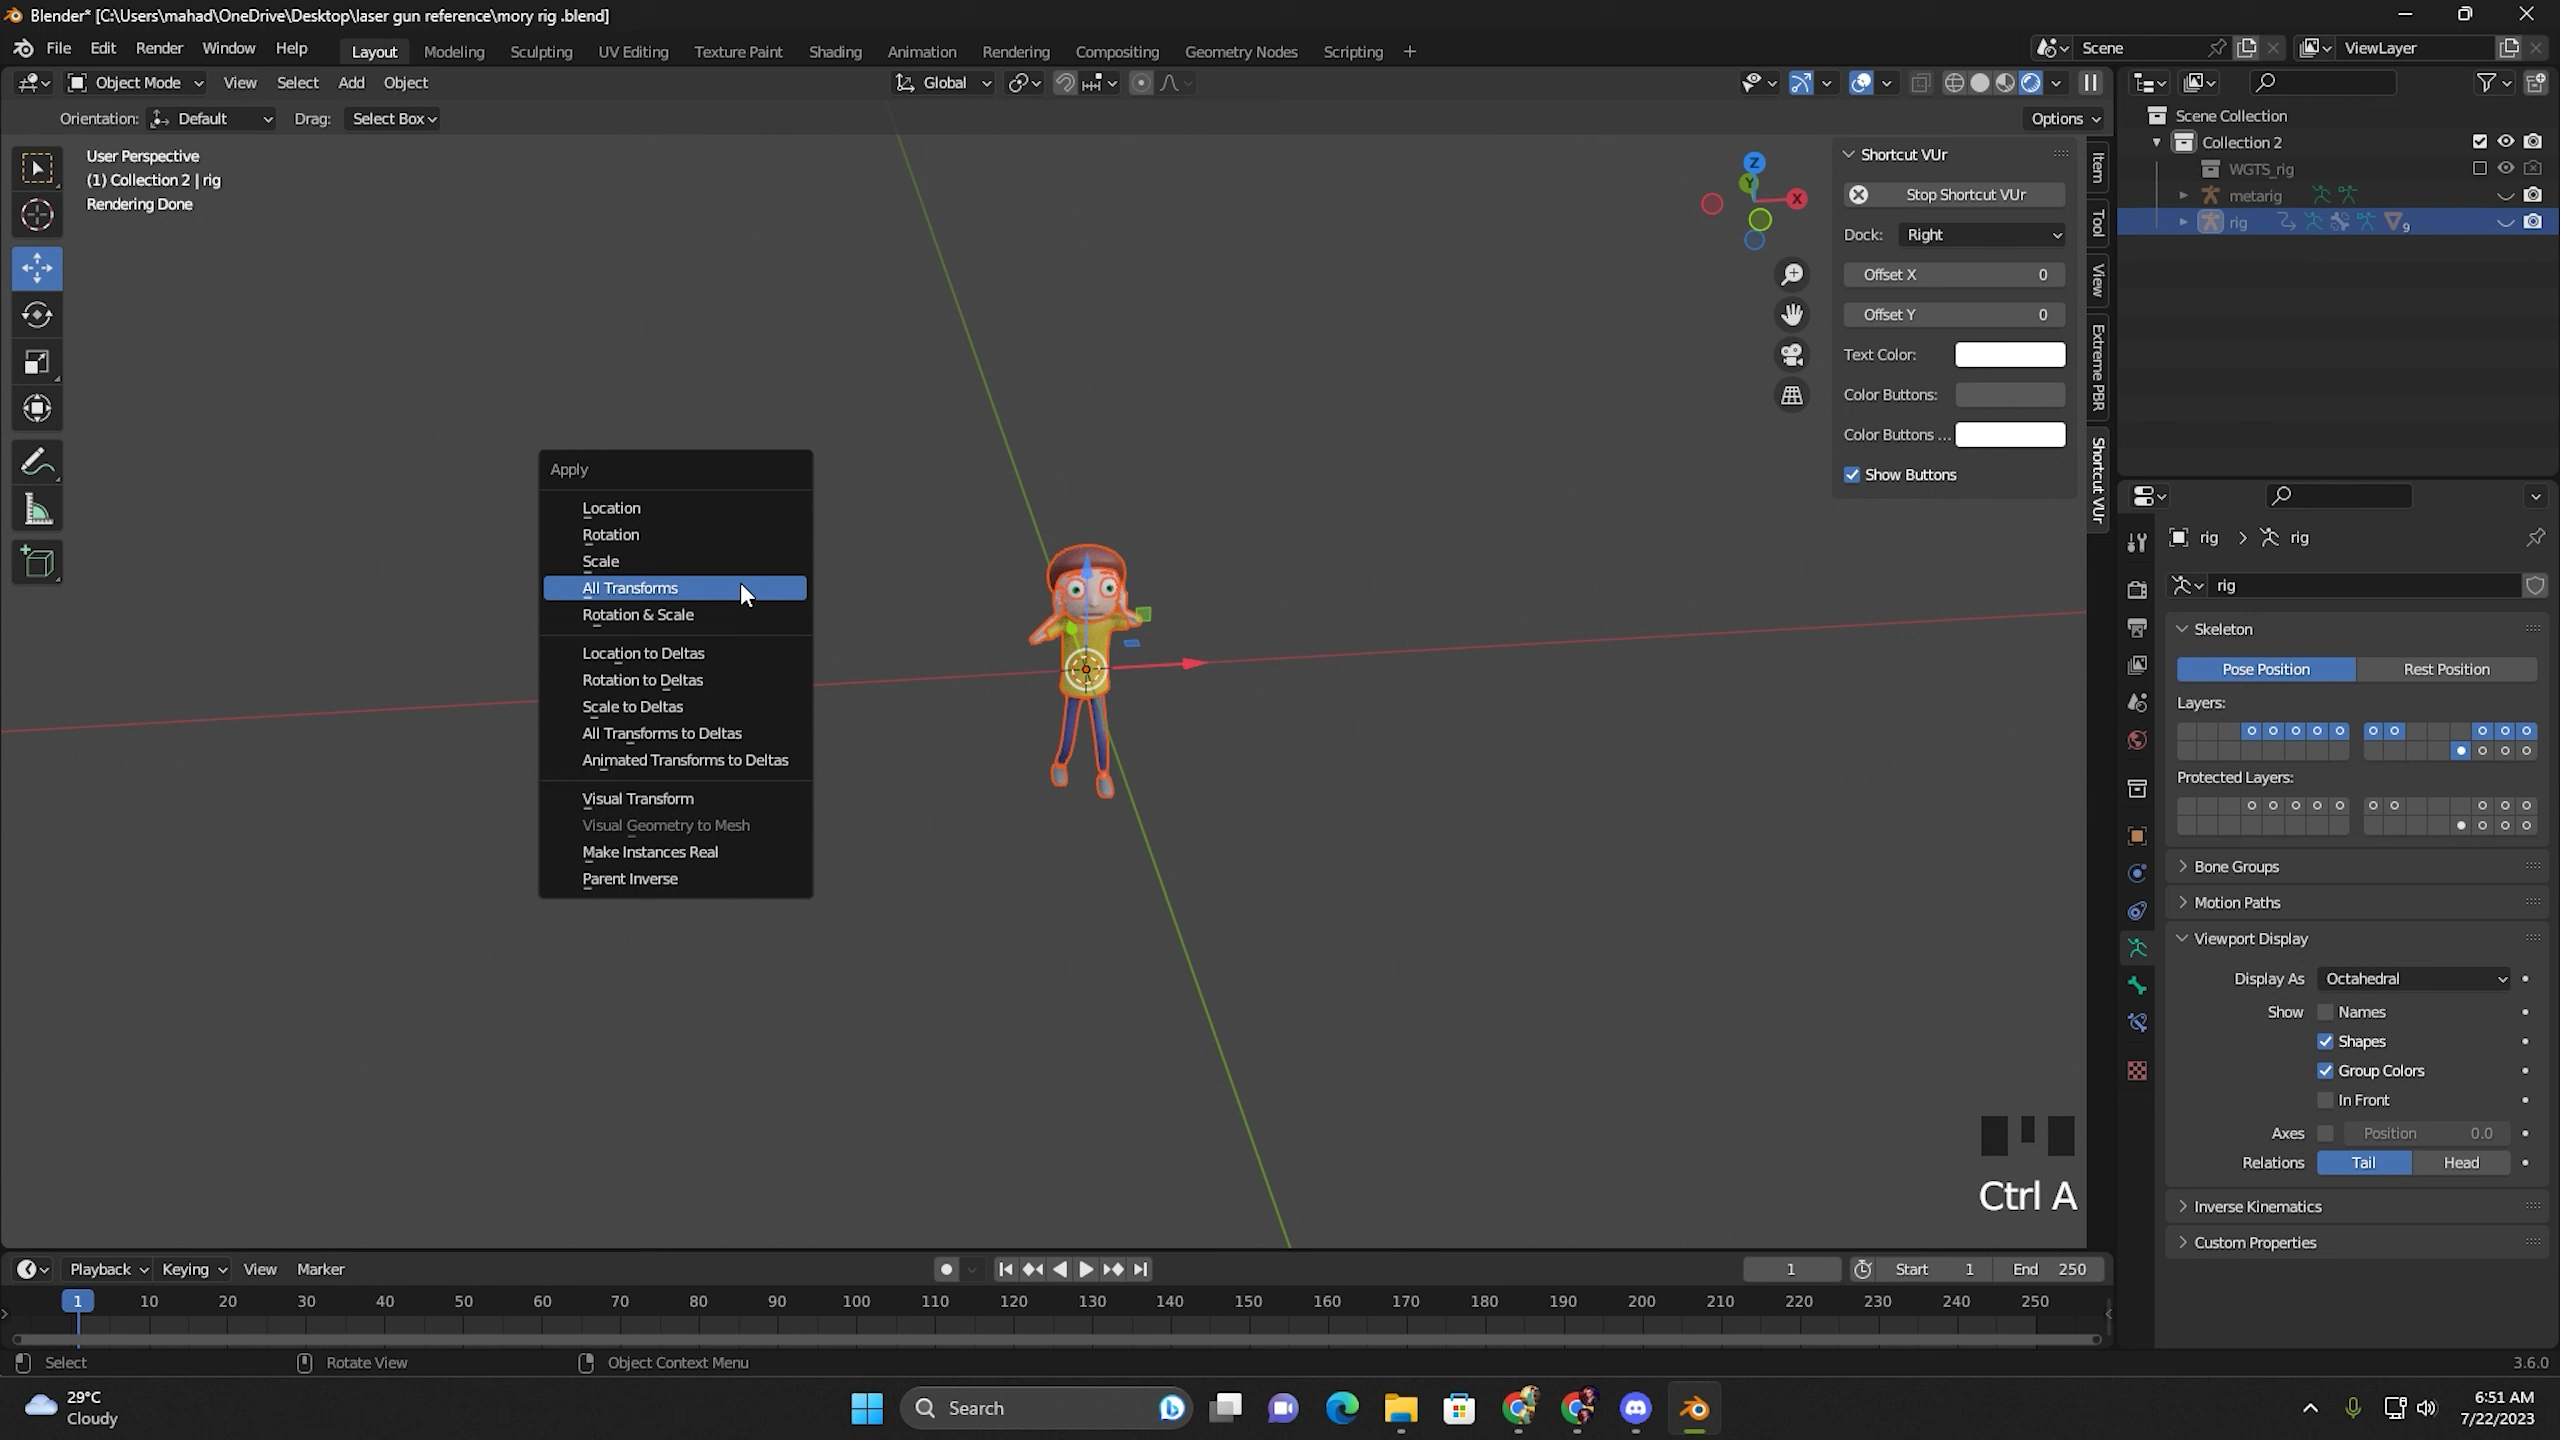 Blender* [C:\Users\mahad\OneDrive\Desktop\laser gun reference\mory rig .blend]
File Edit Render Window Help Layout Modeling Sculpting UV Editing Texture Paint Shading Animation Rendering Compositing Geometry Nodes Scripting + Scene ViewLayer
Object Mode View Select Add Object Global
Orientation: Default Drag: Select Box Options
User Perspective
(1) Collection 2 | rig
Rendering Done
Z
Y
X
Shortcut VUr
Stop Shortcut VUr
Dock: Right
Offset X 0
Offset Y 0
Text Color:
Color Buttons:
Color Buttons ...
Show Buttons
Item
Tool
View
Extreme PBR
Shortcut VUr
Scene Collection
Collection 2
WGTS_rig
metarig
rig 9
Apply
Location
Rotation
Scale
All Transforms
Rotation & Scale
Location to Deltas
Rotation to Deltas
Scale to Deltas
All Transforms to Deltas
Animated Transforms to Deltas
Visual Transform
Visual Geometry to Mesh
Make Instances Real
Parent Inverse
rig > rig
rig
Skeleton
Pose Position Rest Position
Layers:
Protected Layers:
Bone Groups
Motion Paths
Viewport Display
Display As Octahedral
Show Names
Shapes
Group Colors
In Front
Axes Position 0.0
Relations Tail Head
Inverse Kinematics
Custom Properties
Ctrl A
Playback Keying View Marker 1 Start 1 End 250
1 10 20 30 40 50 60 70 80 90 100 110 120 130 140 150 160 170 180 190 200 210 220 230 240 250
Select Rotate View Object Context Menu 3.6.0
29°C
Cloudy
Search
6:51 AM
7/22/2023